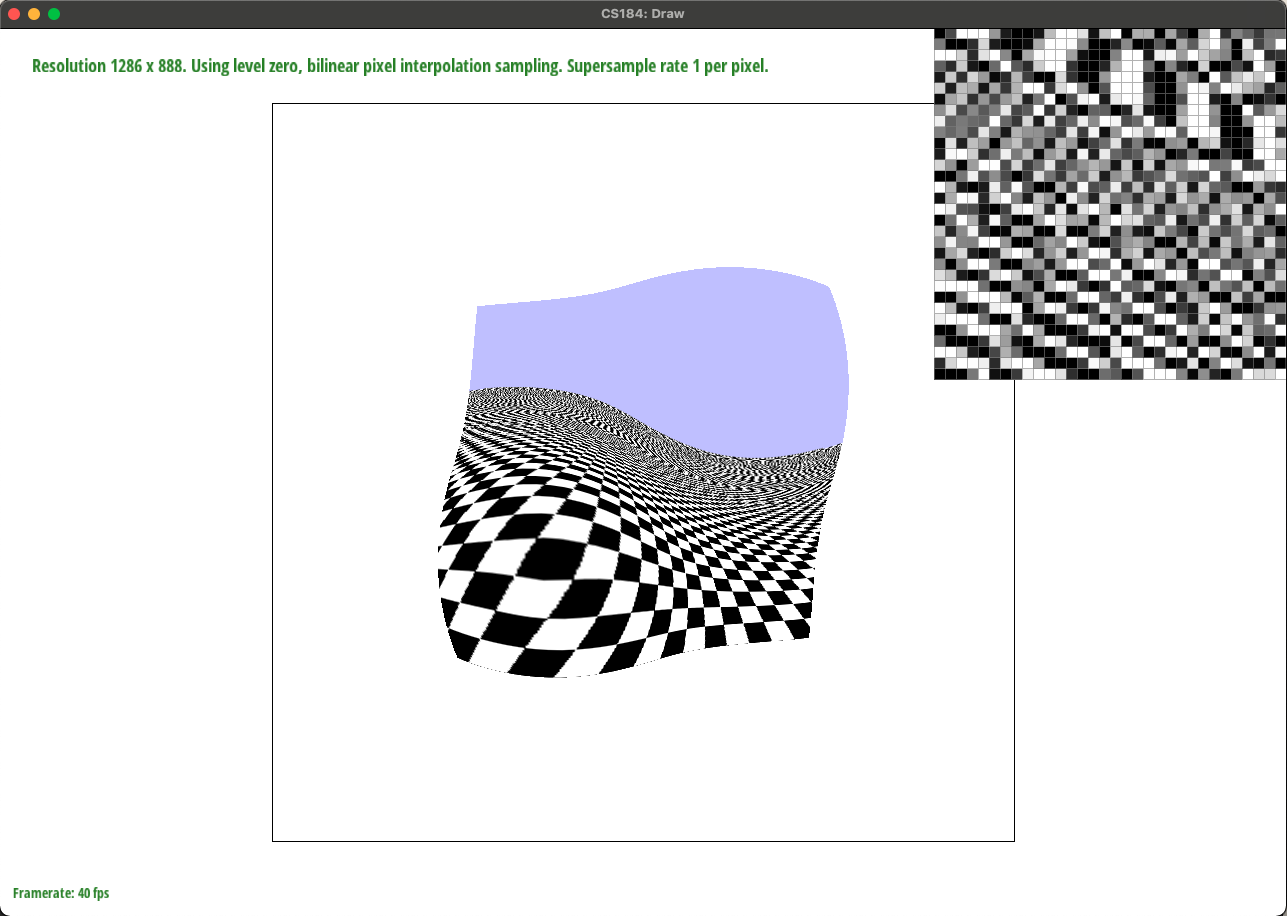 CS184: Draw
Resolution 1286 x 888. Using level zero, bilinear pixel interpolation sampling. Supersample rate 1 per pixel.
Framerate: 40 fps